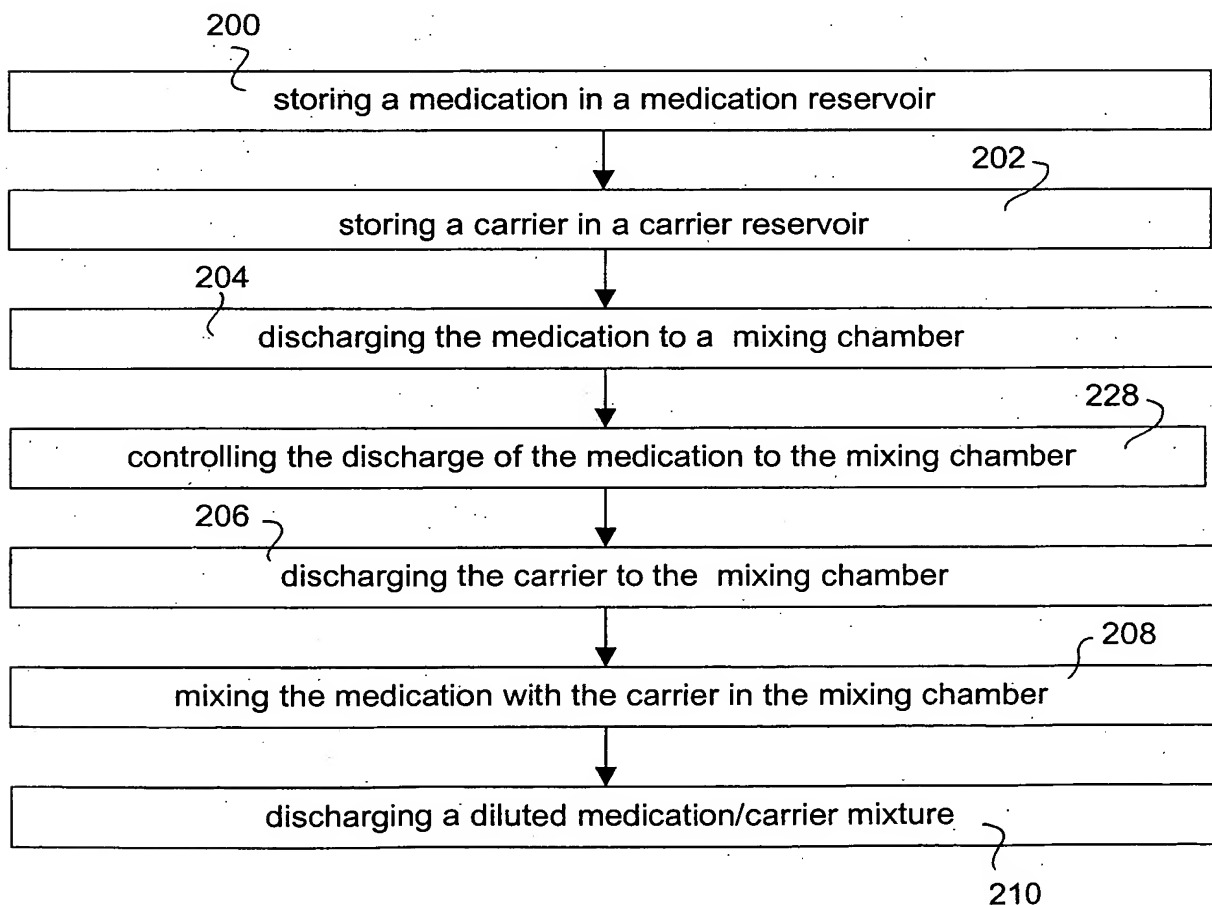 200
storing a medication in a medication reservoir
202
storing a carrier in a carrier reservoir
204
discharging the medication to a mixing chamber
228
controlling the discharge of the medication to the mixing chamber
206
discharging the carrier to the mixing chamber
208
mixing the medication with the carrier in the mixing chamber
discharging a diluted medication/carrier mixture
210